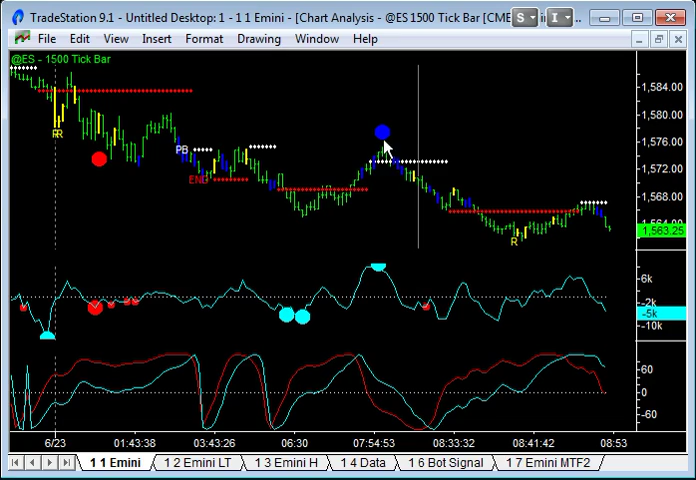 TradeStation 9.1 - Untitled Desktop: 1 - 1 1 Emini - [Chart Analysis - @ES 1500 Tick Bar [CME
S
I
File Edit View Insert Format Drawing Window Help
@ES - 1500 Tick Bar
1,584.00
1,580.00
1,576.00
1,572.00
1,568.00
1,563.25
PB
ENG
R
6k
-2k
-5k
-10k
60
0
-60
6/23 01:43:38 03:43:26 06:30 07:54:53 08:33:32 08:41:42 08:53
1 1 Emini 1 2 Emini LT 1 3 Emini H 1 4 Data 1 6 Bot Signal 1 7 Emini MTF2